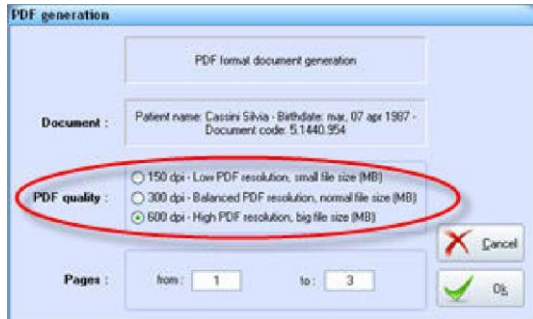 PDF generation
PDF format document generation
Document :
Patient name: Cassini Silvia - Birthdate: mar, 07 apr 1987 -
Document code: 5.1440.954
PDF quality :
150 dpi - Low PDF resolution, small file size (MB)
300 dpi - Balanced PDF resolution, normal file size (MB)
600 dpi - High PDF resolution, big file size (MB)
Cancel
Pages : from : 1 to : 3
Ok